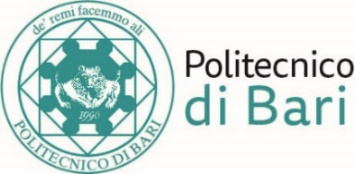 de' remi facemmo ali
1990
POLITECNICO DI BARI
Politecnico
di Bari